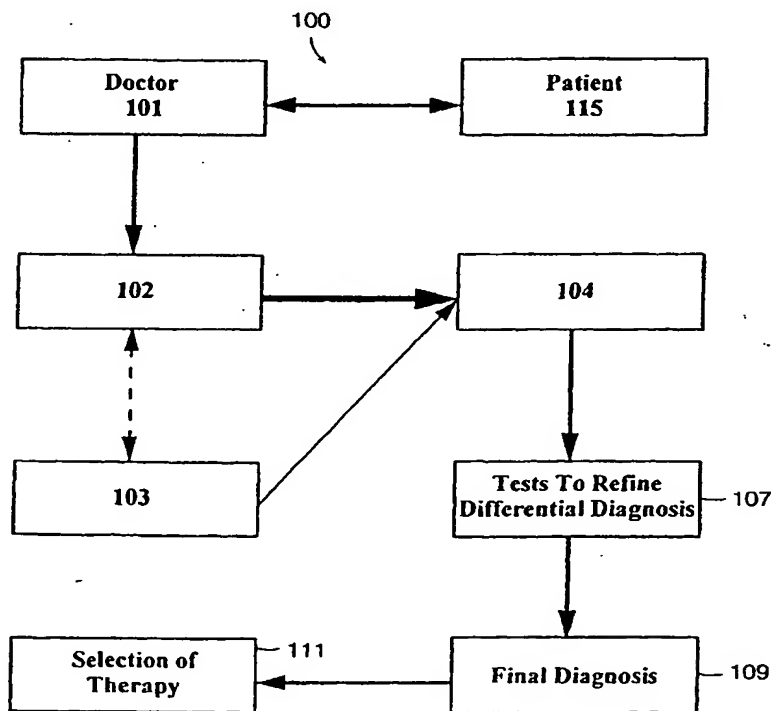 100
Doctor
101
Patient
115
102
104
103
Tests To Refine
Differential Diagnosis
107
Selection of
Therapy
111
Final Diagnosis
109